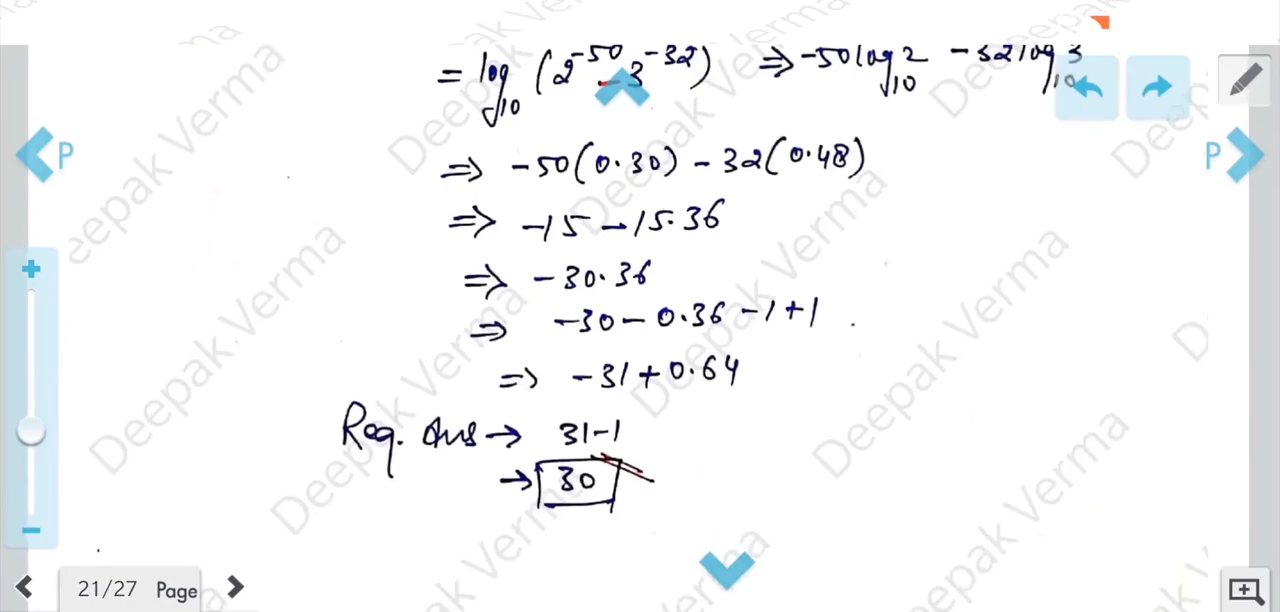 = log₁₀ (2⁻⁵⁰ - 3⁻³²) ⇒ -50 log₁₀ 2 - 32 log₁₀ 3
⇒ -50(0.30) - 32(0.48)
⇒ -15 - 15.36
⇒ -30.36
⇒ -30 - 0.36 - 1 + 1 .
⇒ -31 + 0.64
Req. Ans → 31-1
→ 30
P
P
21/27 Page
Deepak Verma